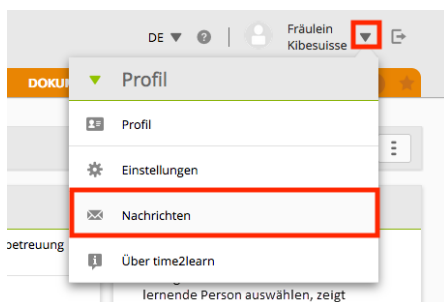 DE
Fräulein
Kibesuisse
DOKU
Profil
Profil
Einstellungen
Nachrichten
betreuung
Über time2learn
lernende Person auswählen, zeigt